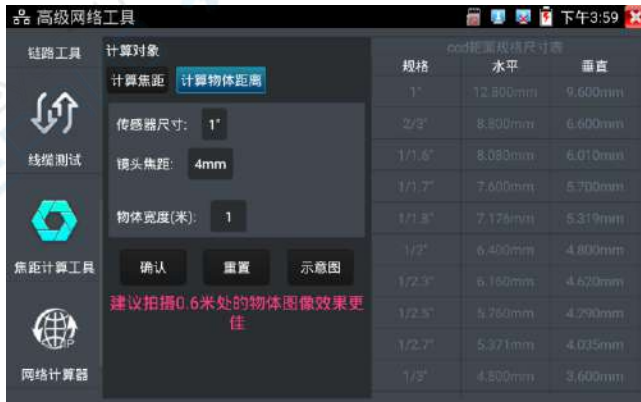 高级网络工具
下午3:59
链路工具
线缆测试
焦距计算工具
网络计算器
IP
计算对象
计算焦距 计算物体距离
传感器尺寸: 1"
镜头焦距: 4mm
物体宽度(米): 1
确认 重置 示意图
建议拍摄0.6米处的物体图像效果更
佳
ccd靶面规格尺寸表
规格 水平 垂直
1" 12.800mm 9.600mm
2/3" 8.800mm 6.600mm
1/1.6" 8.080mm 6.010mm
1/1.7" 7.600mm 5.700mm
1/1.8" 7.176mm 5.319mm
1/2" 6.400mm 4.800mm
1/2.3" 6.160mm 4.620mm
1/2.5" 5.760mm 4.290mm
1/2.7" 5.371mm 4.035mm
1/3" 4.800mm 3.600mm